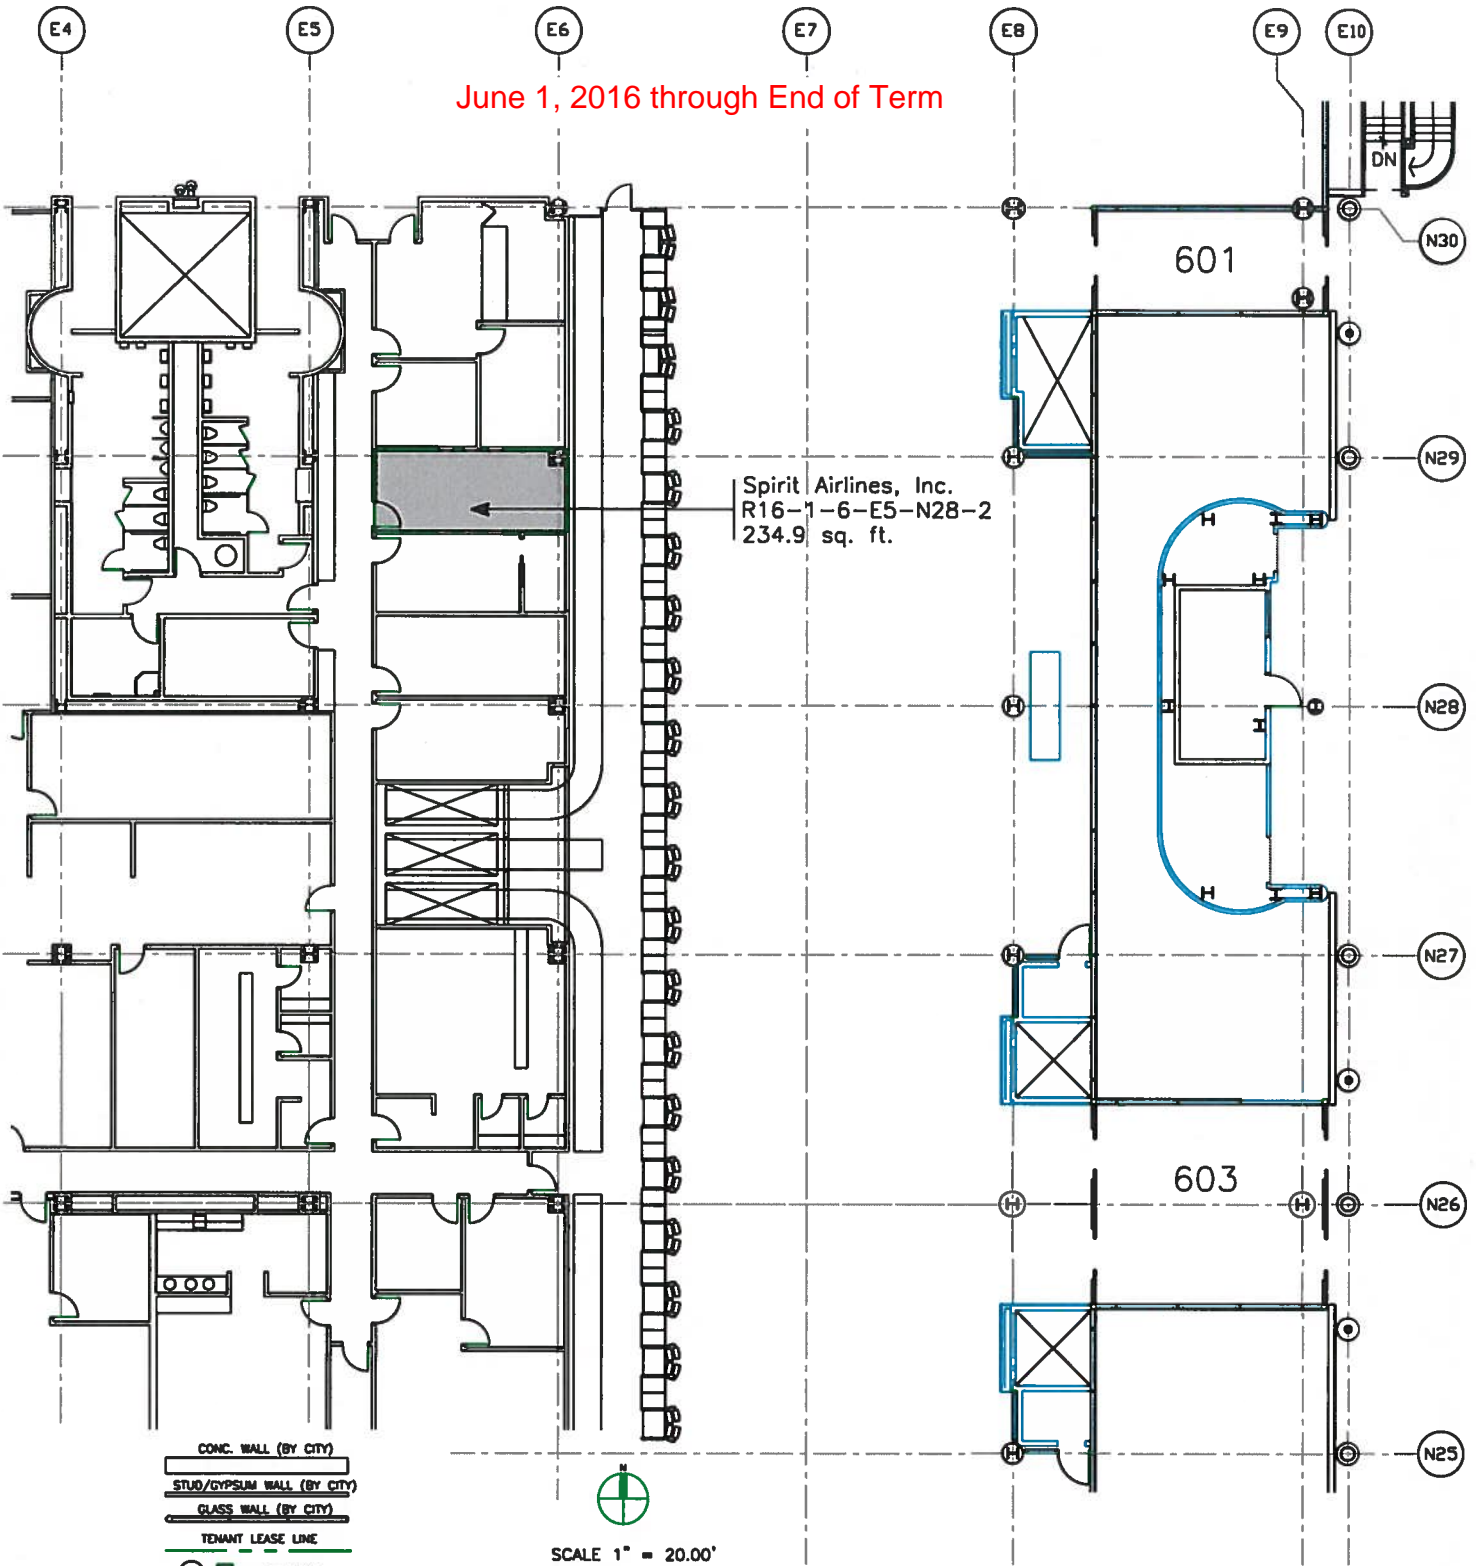 E4 E5 E6 E7 E8 E9 E10
June 1, 2016 through End of Term
DN
N30
601
N29
Spirit Airlines, Inc.
R16-1-6-E5-N28-2
234.9 sq. ft.
N28
N27
603
N26
N25
CONC. WALL (BY CITY)
STUD/GYPSUM WALL (BY CITY)
GLASS WALL (BY CITY)
TENANT LEASE LINE
N
SCALE 1" = 20.00'